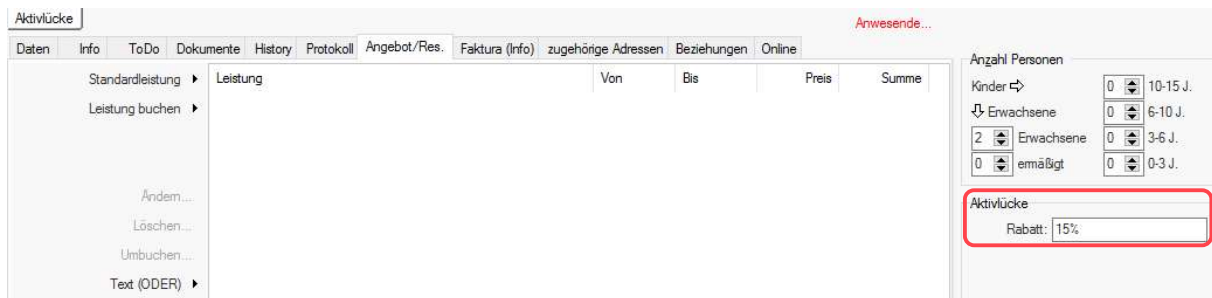 Aktivlücke
Anwesende...
Daten Info ToDo Dokumente History Protokoll Angebot/Res. Faktura (Info) zugehörige Adressen Beziehungen Online
Standardleistung
Leistung buchen
Ändern...
Löschen...
Umbuchen...
Text (ODER)
Leistung Von Bis Preis Summe
Anzahl Personen
Kinder 0 10-15 J.
Erwachsene 0 6-10 J.
2 Erwachsene 0 3-6 J.
0 ermäßigt 0 0-3 J.
Aktivlücke
Rabatt: 15%